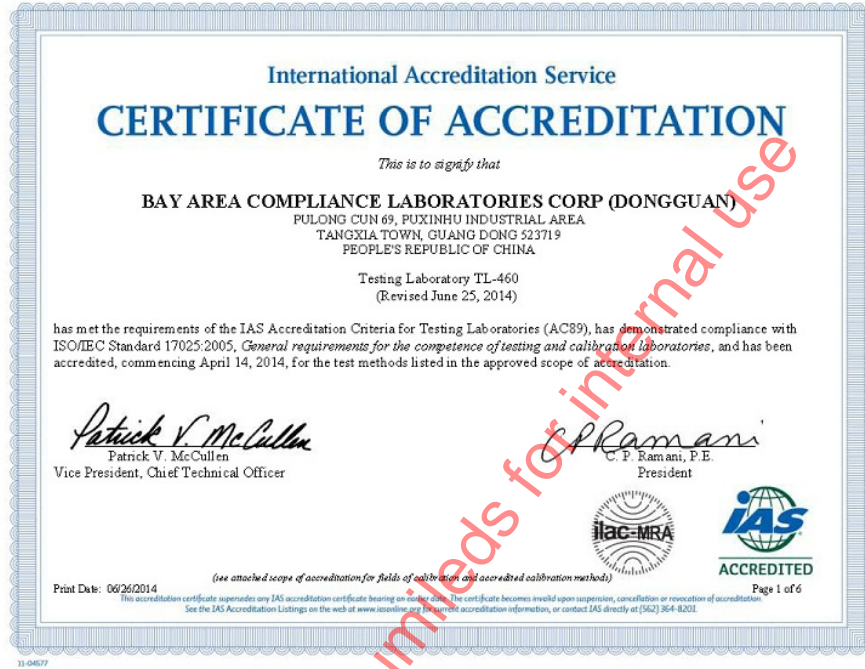 International Accreditation Service
CERTIFICATE OF ACCREDITATION
This is to signify that
BAY AREA COMPLIANCE LABORATORIES CORP (DONGGUAN)
PULONG CUN 69, PUXINHU INDUSTRIAL AREA
TANGXIA TOWN, GUANG DONG 523719
PEOPLE'S REPUBLIC OF CHINA
Testing Laboratory TL-460
(Revised June 25, 2014)
has met the requirements of the IAS Accreditation Criteria for Testing Laboratories (AC89), has demonstrated compliance with
ISO/IEC Standard 17025:2005, General requirements for the competence of testing and calibration laboratories, and has been
accredited, commencing April 14, 2014, for the test methods listed in the approved scope of accreditation.
Patrick V. McCullen
CPRamani
Patrick V. McCullen
C. P. Ramani, P.E.
Vice President, Chief Technical Officer
President
ilac-MRA
IAS
ACCREDITED
(see attached scope of accreditation for fields of calibration and accredited calibration methods)
Print Date: 06/26/2014
Page 1 of 6
This accreditation certificate supersedes any IAS accreditation certificate bearing an earlier date. The certificate becomes invalid upon suspension, cancellation or revocation of accreditation.
See the IAS Accreditation Listings on the web at www.iasonline.org for current accreditation information, or contact IAS directly at (562) 364-8201.
11-04577
for internal use